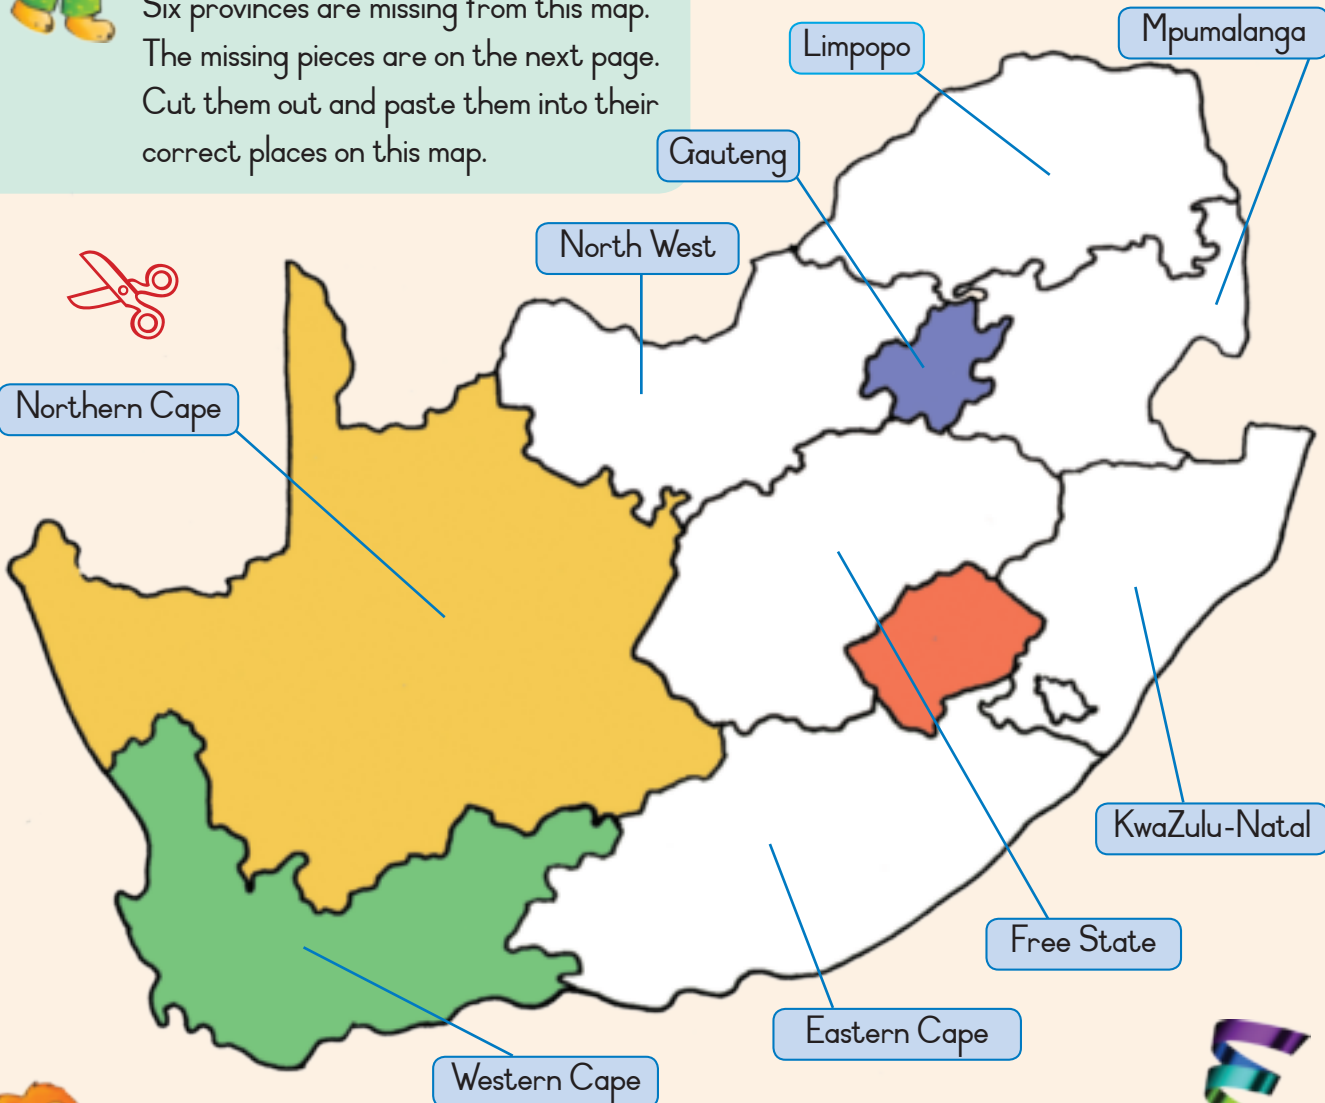 Six provinces are missing from this map.
The missing pieces are on the next page.
Cut them out and paste them into their
correct places on this map.
Limpopo
Mpumalanga
Gauteng
North West
Northern Cape
KwaZulu-Natal
Free State
Eastern Cape
Western Cape